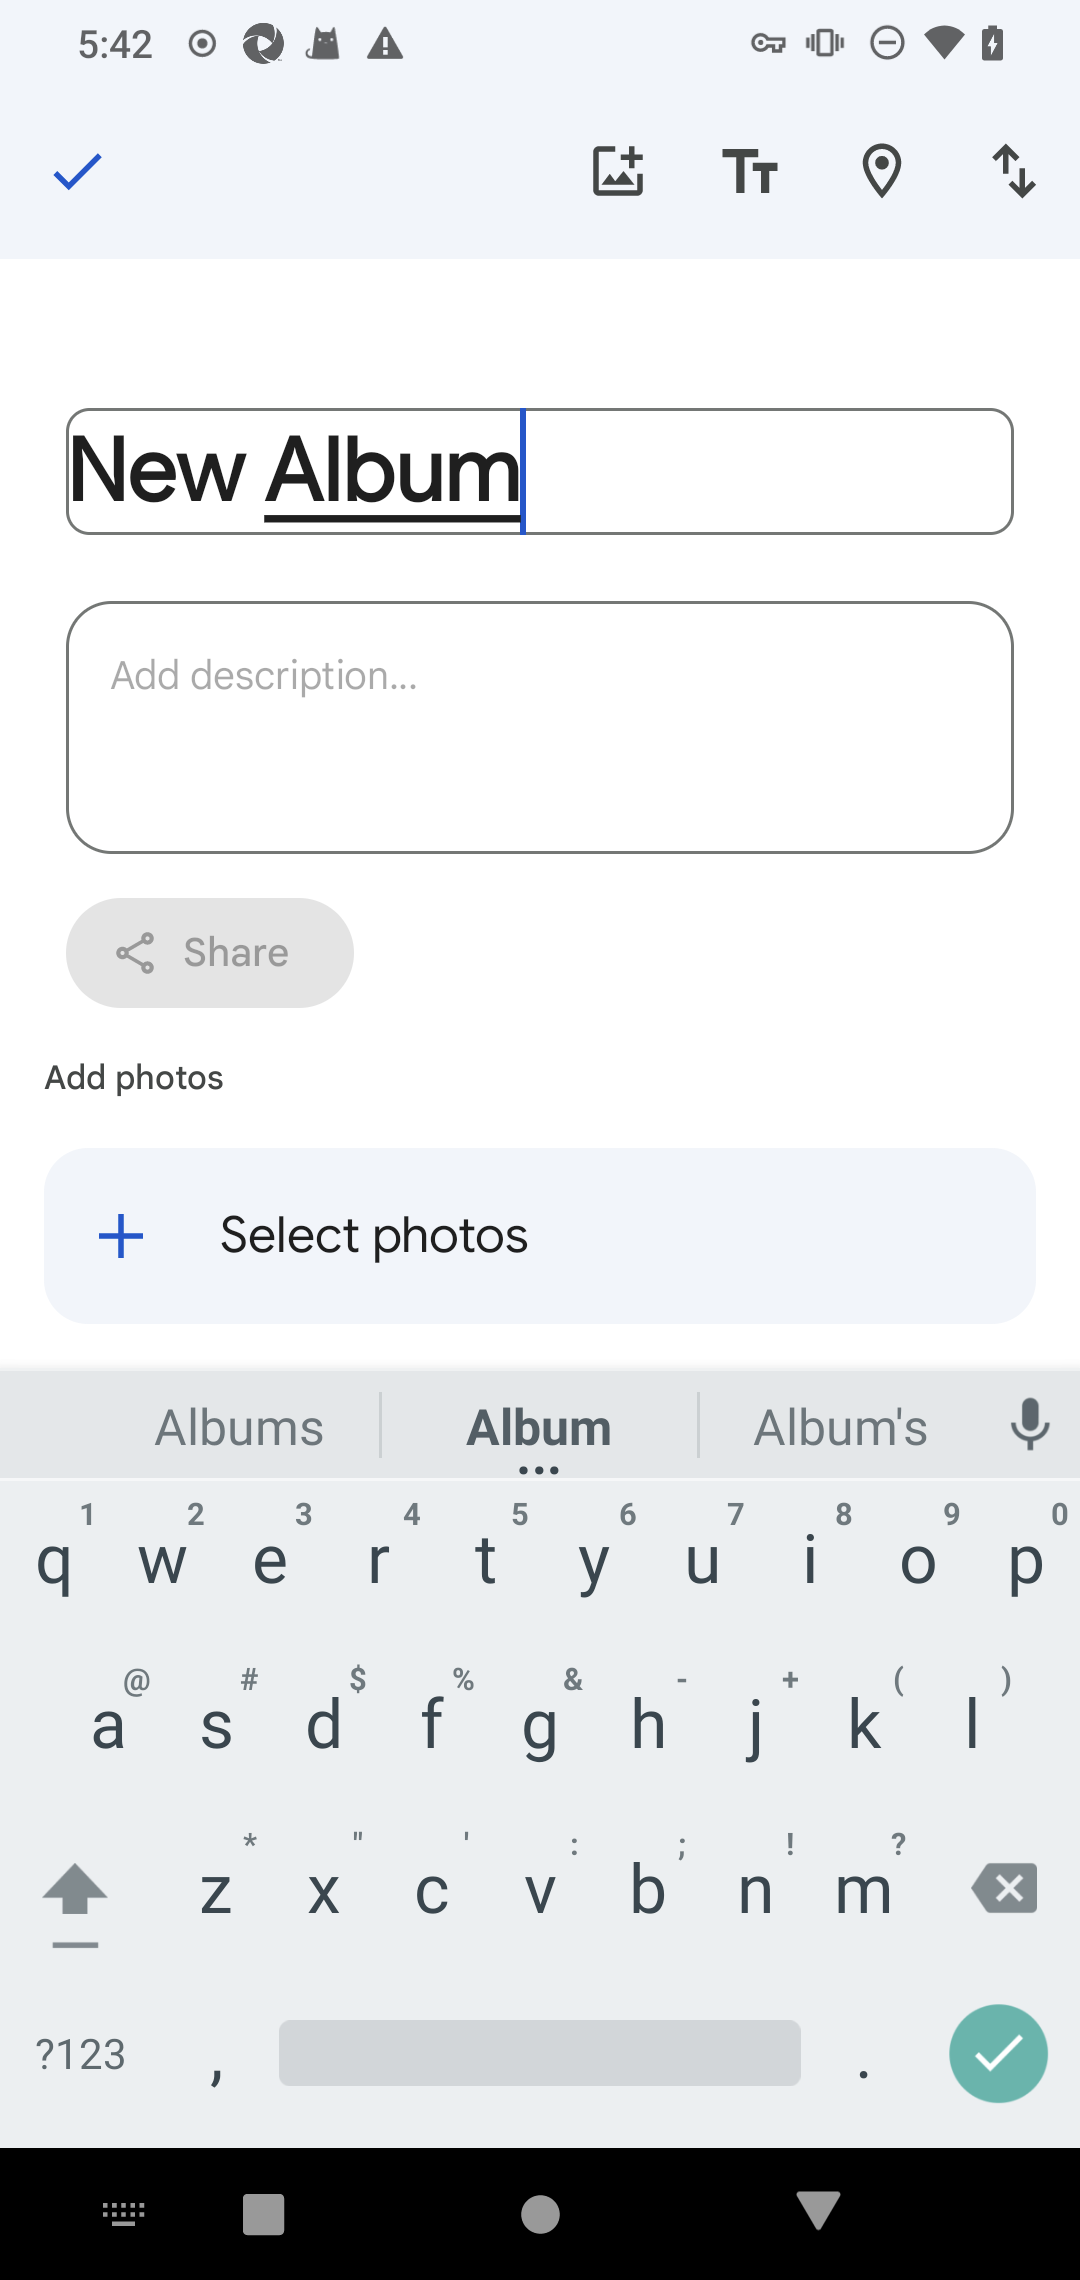 5:42
Tт
New Album
Add description...
Share
Add photos
Select photos
Albums Album Album's
1 2 3 4 5 6 7 8 9 0
q w e r t y u i o p
@ # $ % & - + ( )
a s d f g h j k l
* " ' : ; ! ?
z x c v b n m
?123 , .